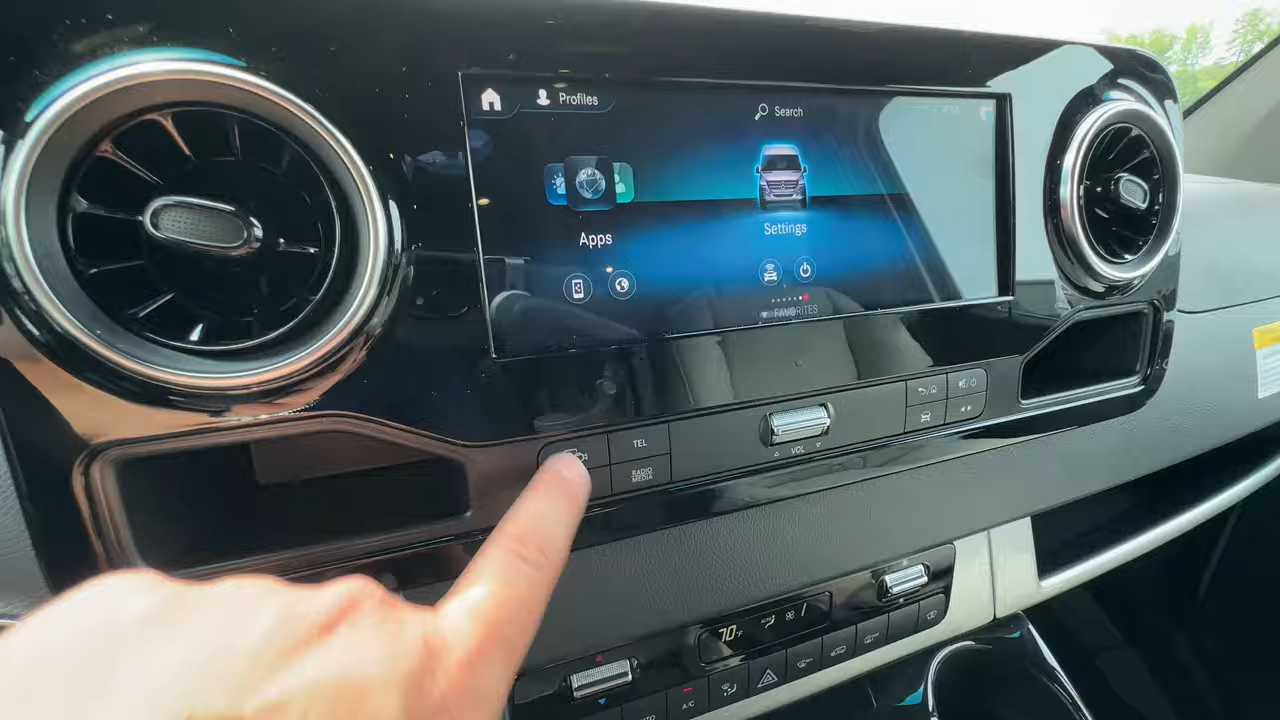 Profiles
Search
Apps
Settings
FAVORITES
TEL
RADIO
MEDIA
VOL
70°F
A/C